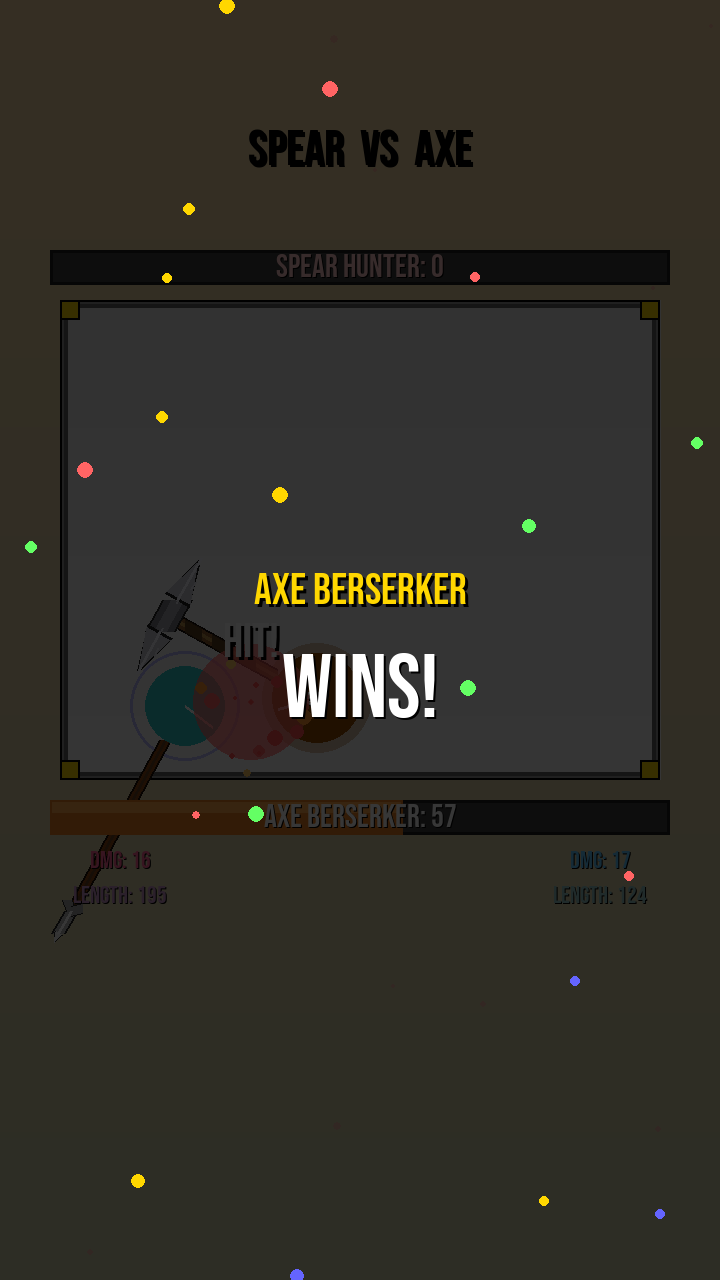 SPEAR VS AXE
SPEAR HUNTER: 0
AXE BERSERKER
HIT!
WINS!
AXE BERSERKER: 57
DMG: 16
DMG: 17
LENGTH: 195
LENGTH: 124